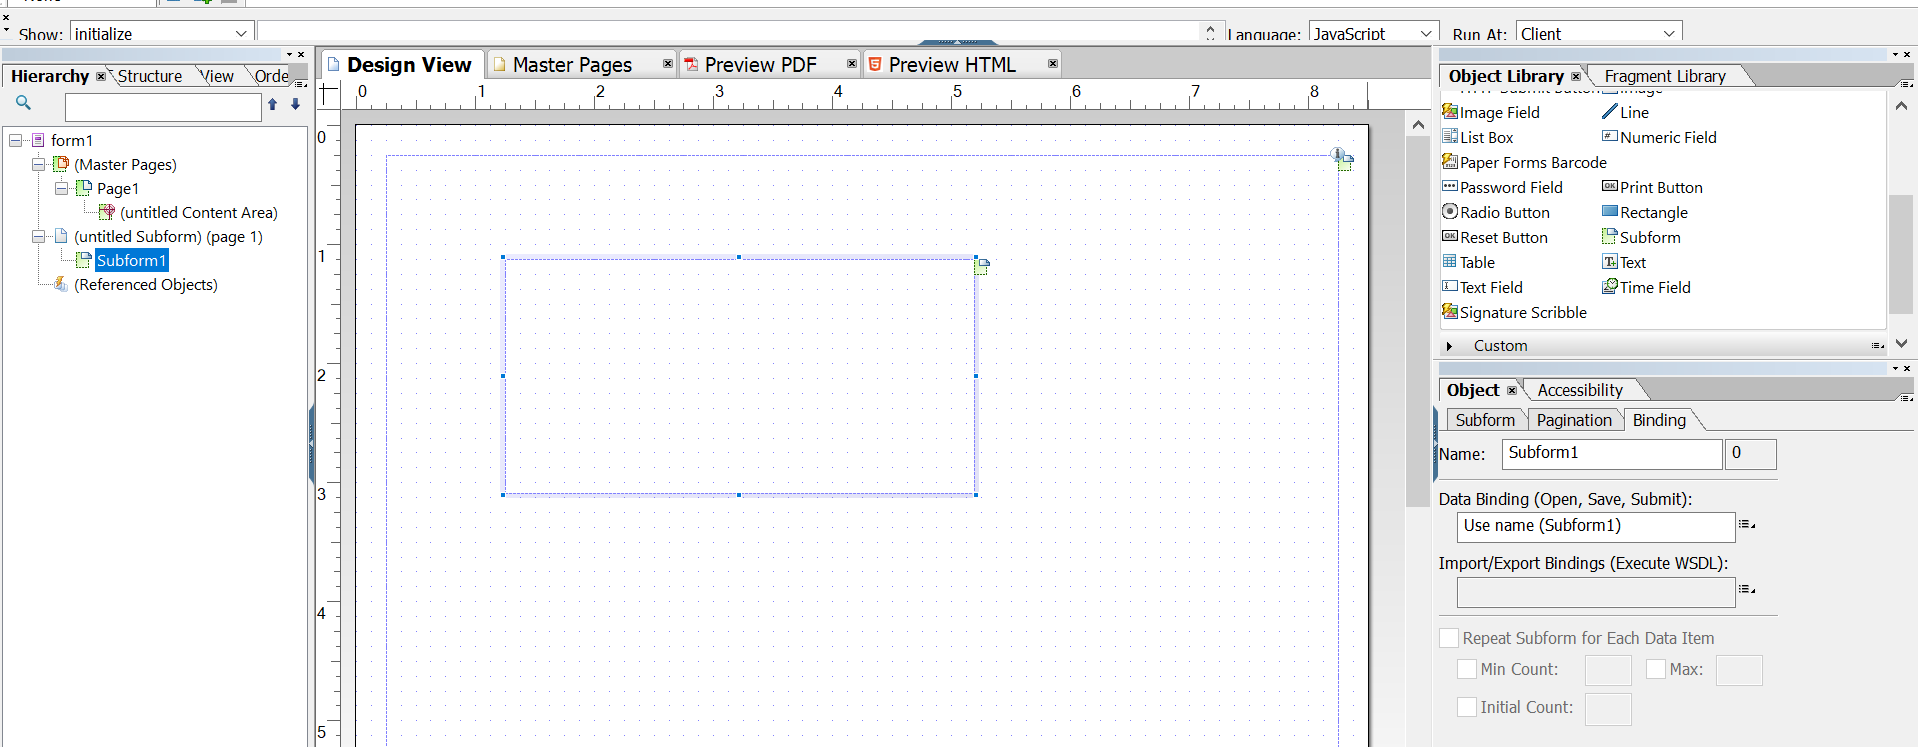 None
Show: initialize Language: JavaScript Run At: Client
Hierarchy Structure View Orde
form1
(Master Pages)
Page1
(untitled Content Area)
(untitled Subform) (page 1)
Subform1
(Referenced Objects)
Design View Master Pages Preview PDF Preview HTML
0 1 2 3 4 5 6 7 8
0
1
2
3
4
5
Object Library Fragment Library
HTTP Submit Button Image
Image Field Line
List Box Numeric Field
Paper Forms Barcode
Password Field Print Button
Radio Button Rectangle
Reset Button Subform
Table Text
Text Field Time Field
Signature Scribble
Custom
Object Accessibility
Subform Pagination Binding
Name: Subform1 0
Data Binding (Open, Save, Submit):
Use name (Subform1)
Import/Export Bindings (Execute WSDL):
Repeat Subform for Each Data Item
Min Count: Max:
Initial Count: